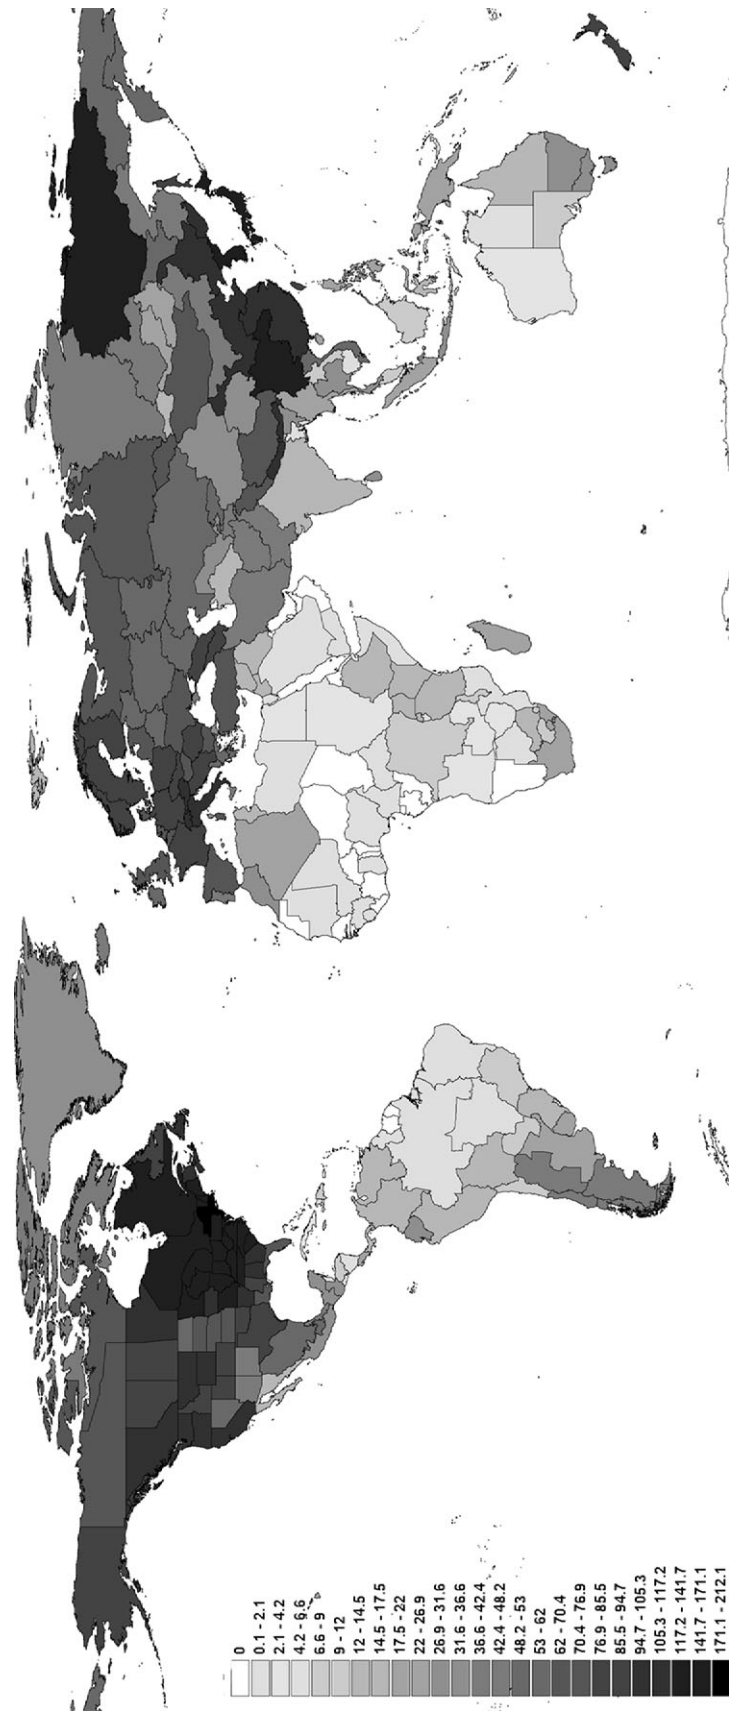 0
0.1 - 2.1
2.1 - 4.2
4.2 - 6.6
6.6 - 9
9 - 12
12 - 14.5
14.5 - 17.5
17.5 - 22
22 - 26.9
26.9 - 31.6
31.6 - 36.6
36.6 - 42.4
42.4 - 48.2
48.2 - 53
53 - 62
62 - 70.4
70.4 - 76.9
76.9 - 85.5
85.5 - 94.7
94.7 - 105.3
105.3 - 117.2
117.2 - 141.7
141.7 - 171.1
171.1 - 212.1